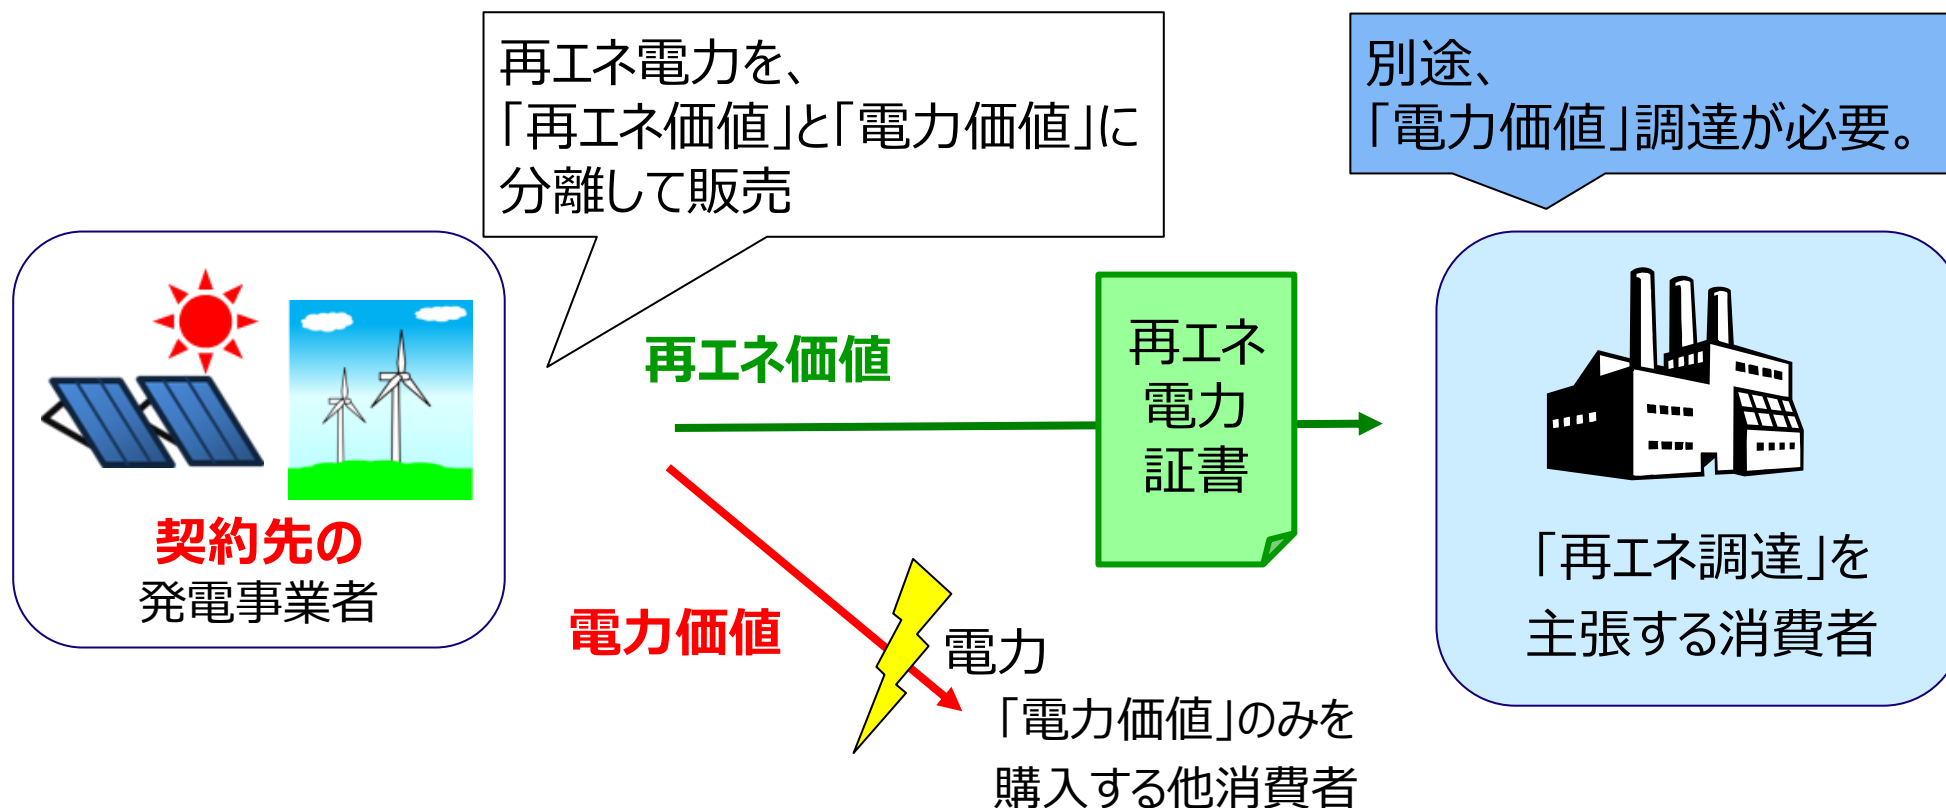 再エネ電力を、
「再エネ価値」と「電力価値」に
分離して販売
別途、
「電力価値」調達が必要。
再エネ価値
再エネ
電力
証書
契約先の
発電事業者
電力価値
電力
「電力価値」のみを
購入する他消費者
「再エネ調達」を
主張する消費者